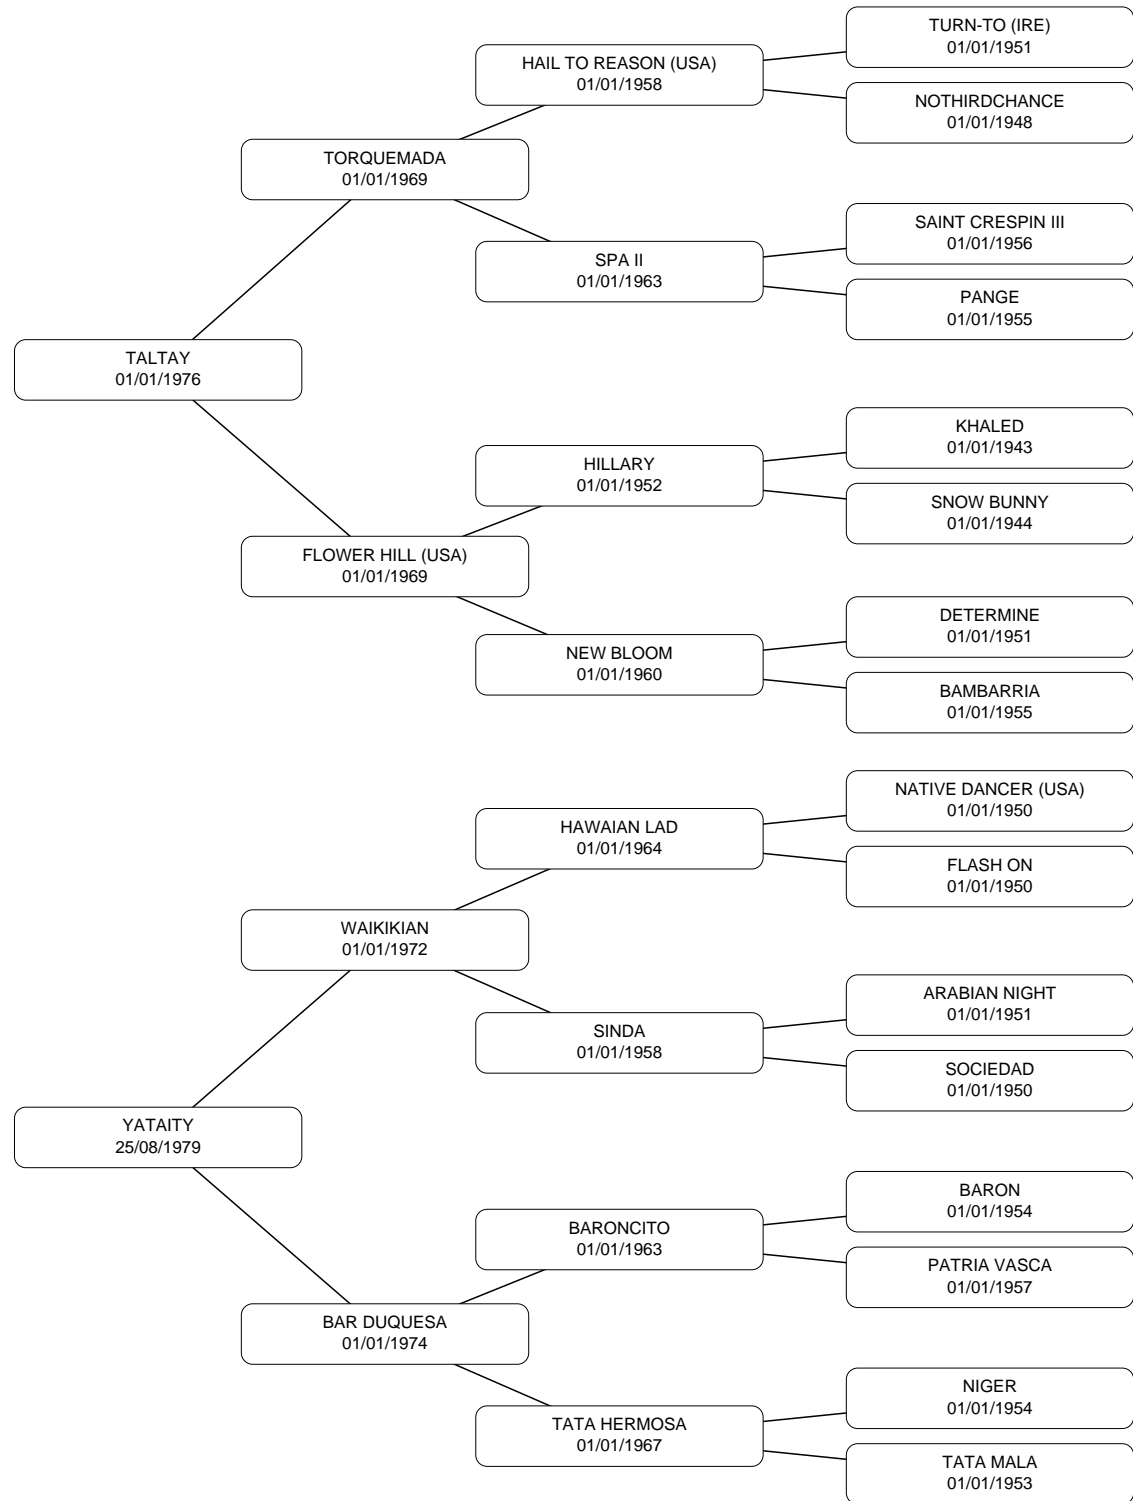 TURN-TO (IRE)
01/01/1951
HAIL TO REASON (USA)
01/01/1958
NOTHIRDCHANCE
01/01/1948
TORQUEMADA
01/01/1969
SAINT CRESPIN III
01/01/1956
SPA II
01/01/1963
PANGE
01/01/1955
TALTAY
01/01/1976
KHALED
01/01/1943
HILLARY
01/01/1952
SNOW BUNNY
01/01/1944
FLOWER HILL (USA)
01/01/1969
DETERMINE
01/01/1951
NEW BLOOM
01/01/1960
BAMBARRIA
01/01/1955
NATIVE DANCER (USA)
01/01/1950
HAWAIAN LAD
01/01/1964
FLASH ON
01/01/1950
WAIKIKIAN
01/01/1972
ARABIAN NIGHT
01/01/1951
SINDA
01/01/1958
SOCIEDAD
01/01/1950
YATAITY
25/08/1979
BARON
01/01/1954
BARONCITO
01/01/1963
PATRIA VASCA
01/01/1957
BAR DUQUESA
01/01/1974
NIGER
01/01/1954
TATA HERMOSA
01/01/1967
TATA MALA
01/01/1953